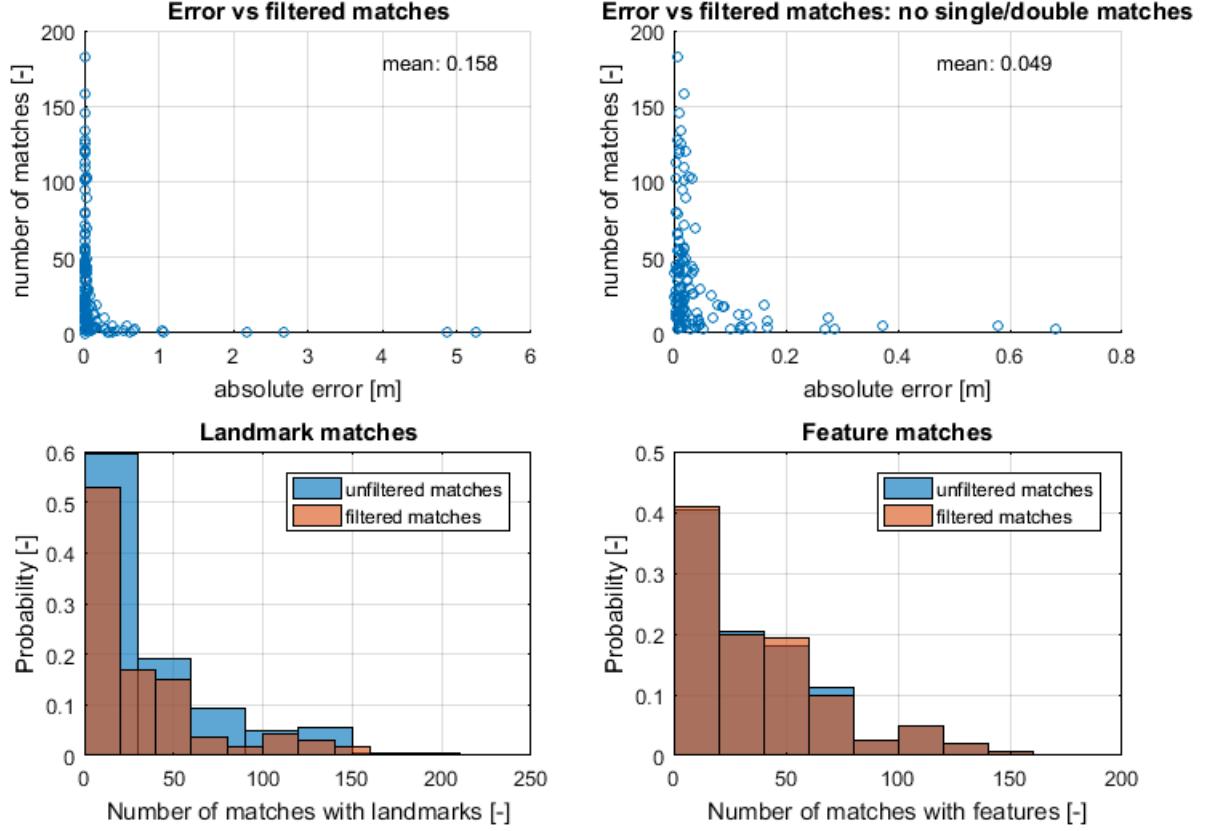 Error vs filtered matches
200
150
100
50
0
number of matches [-]
mean: 0.158
0 1 2 3 4 5 6
absolute error [m]
Error vs filtered matches: no single/double matches
200
150
100
50
0
number of matches [-]
mean: 0.049
0 0.2 0.4 0.6 0.8
absolute error [m]
Landmark matches
0.6
0.5
0.4
0.3
0.2
0.1
0
Probability [-]
unfiltered matches
filtered matches
0 50 100 150 200 250
Number of matches with landmarks [-]
Feature matches
0.5
0.4
0.3
0.2
0.1
0
Probability [-]
unfiltered matches
filtered matches
0 50 100 150 200
Number of matches with features [-]